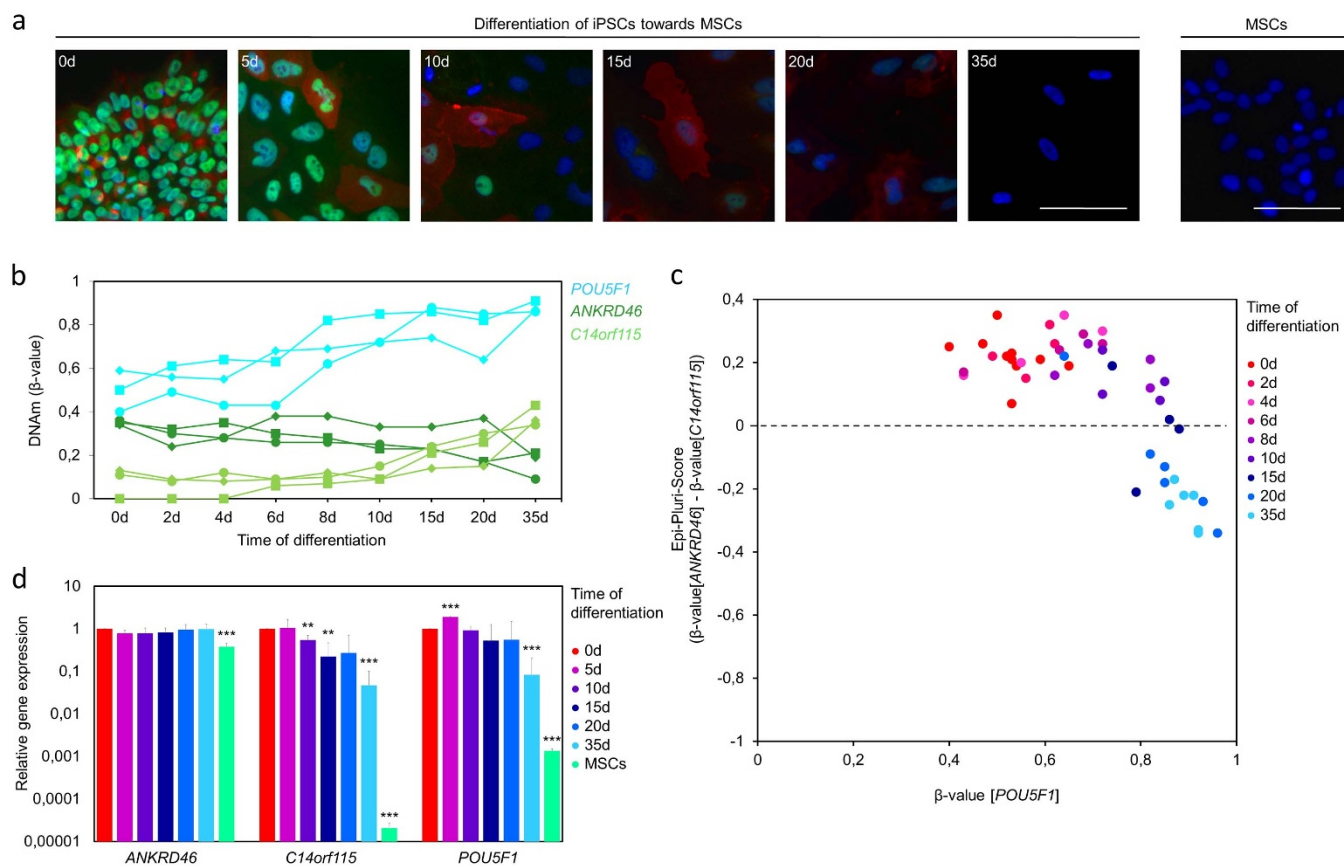 a
Differentiation of iPSCs towards MSCs
MSCs
0d
5d
10d
15d
20d
35d
b
1
0,8
0,6
0,4
0,2
0
DNAm (β-value)
0d 2d 4d 6d 8d 10d 15d 20d 35d
Time of differentiation
POU5F1
ANKRD46
C14orf115
c
0,4
0,2
0
-0,2
-0,4
-0,6
-0,8
-1
Epi-Pluri-Score
(β-value[ANKRD46] - β-value[C14orf115])
0 0,2 0,4 0,6 0,8 1
β-value [POU5F1]
Time of
differentiation
0d
2d
4d
6d
8d
10d
15d
20d
35d
d
10
1
0,1
0,01
0,001
0,0001
0,00001
Relative gene expression
***
**
**
***
***
***
***
***
ANKRD46 C14orf115 POU5F1
Time of
differentiation
0d
5d
10d
15d
20d
35d
MSCs